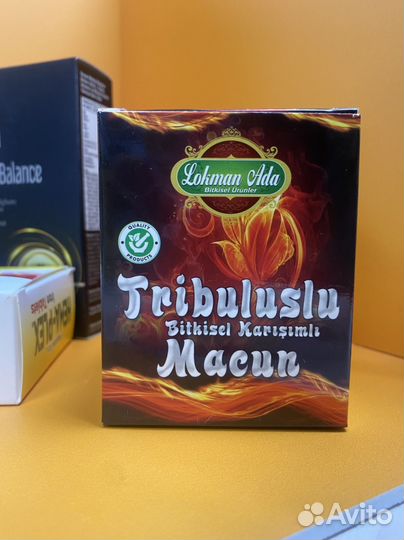 Balance
Lokman Ada
Bitkisel Ürünler
QUALITY
PRODUCTS
Tribuluslu
Bitkisel Karışımlı
Macun
Avito